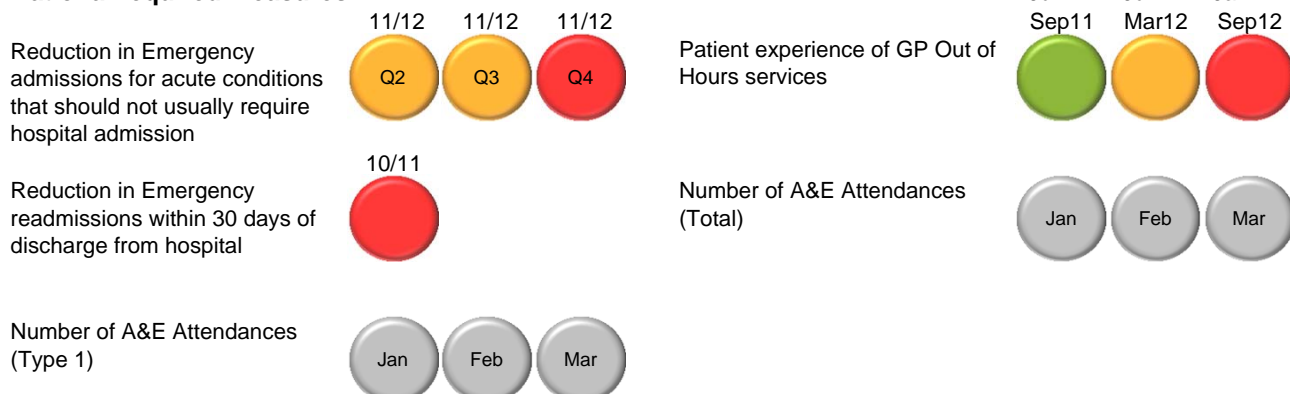 11/12 11/12 11/12
Reduction in Emergency
admissions for acute conditions
that should not usually require
hospital admission
Q2 Q3 Q4
10/11
Reduction in Emergency
readmissions within 30 days of
discharge from hospital
Number of A&E Attendances
(Type 1)
Jan Feb Mar
Sep11 Mar12 Sep12
Patient experience of GP Out of
Hours services
Number of A&E Attendances
(Total)
Jan Feb Mar